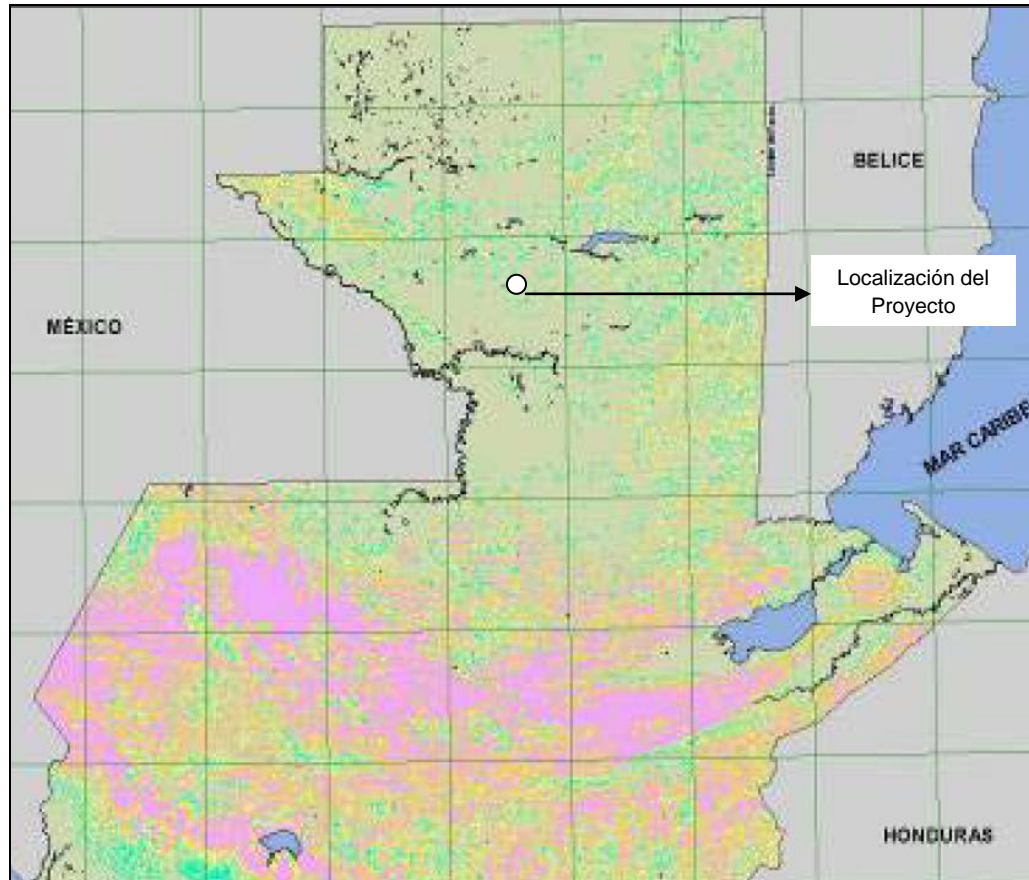 BELICE
Localización del
Proyecto
MÉXICO
MAR CARIBE
HONDURAS